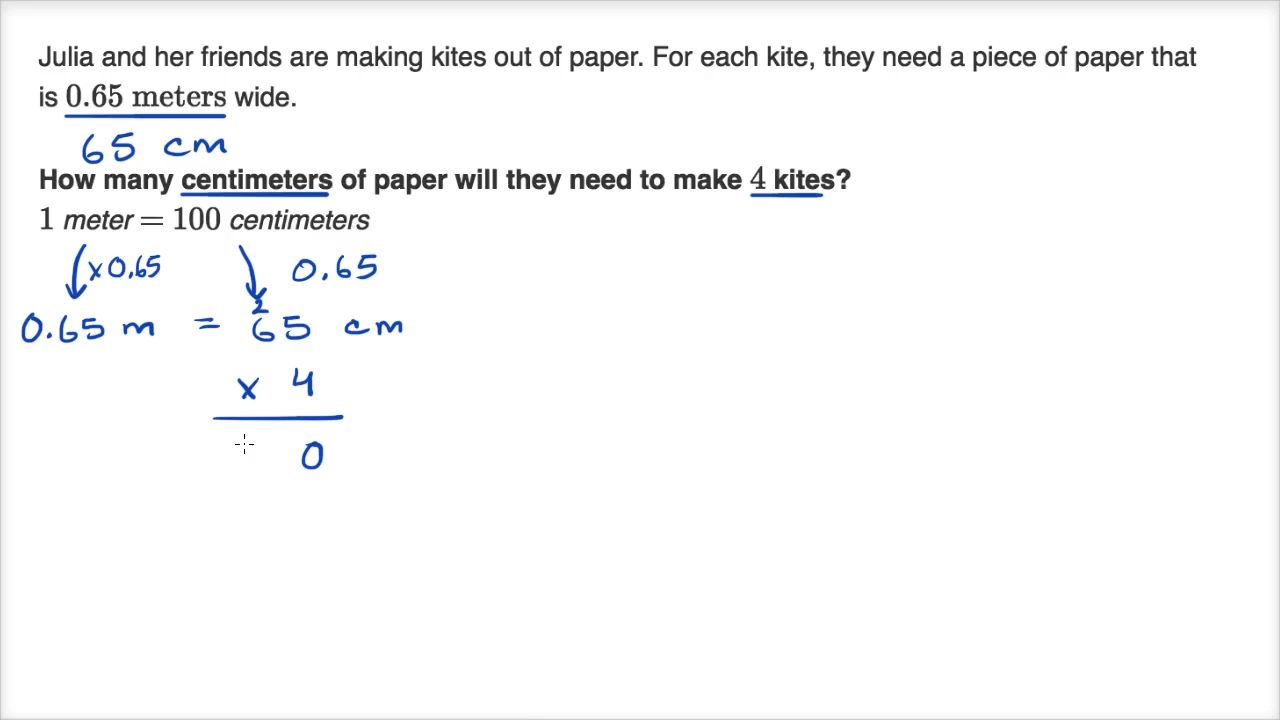 Julia and her friends are making kites out of paper. For each kite, they need a piece of paper that
is 0.65 meters wide.
65 cm
How many centimeters of paper will they need to make 4 kites?
1 meter = 100 centimeters
x 0.65 0.65
2
0.65 m = 65 cm
x 4
0